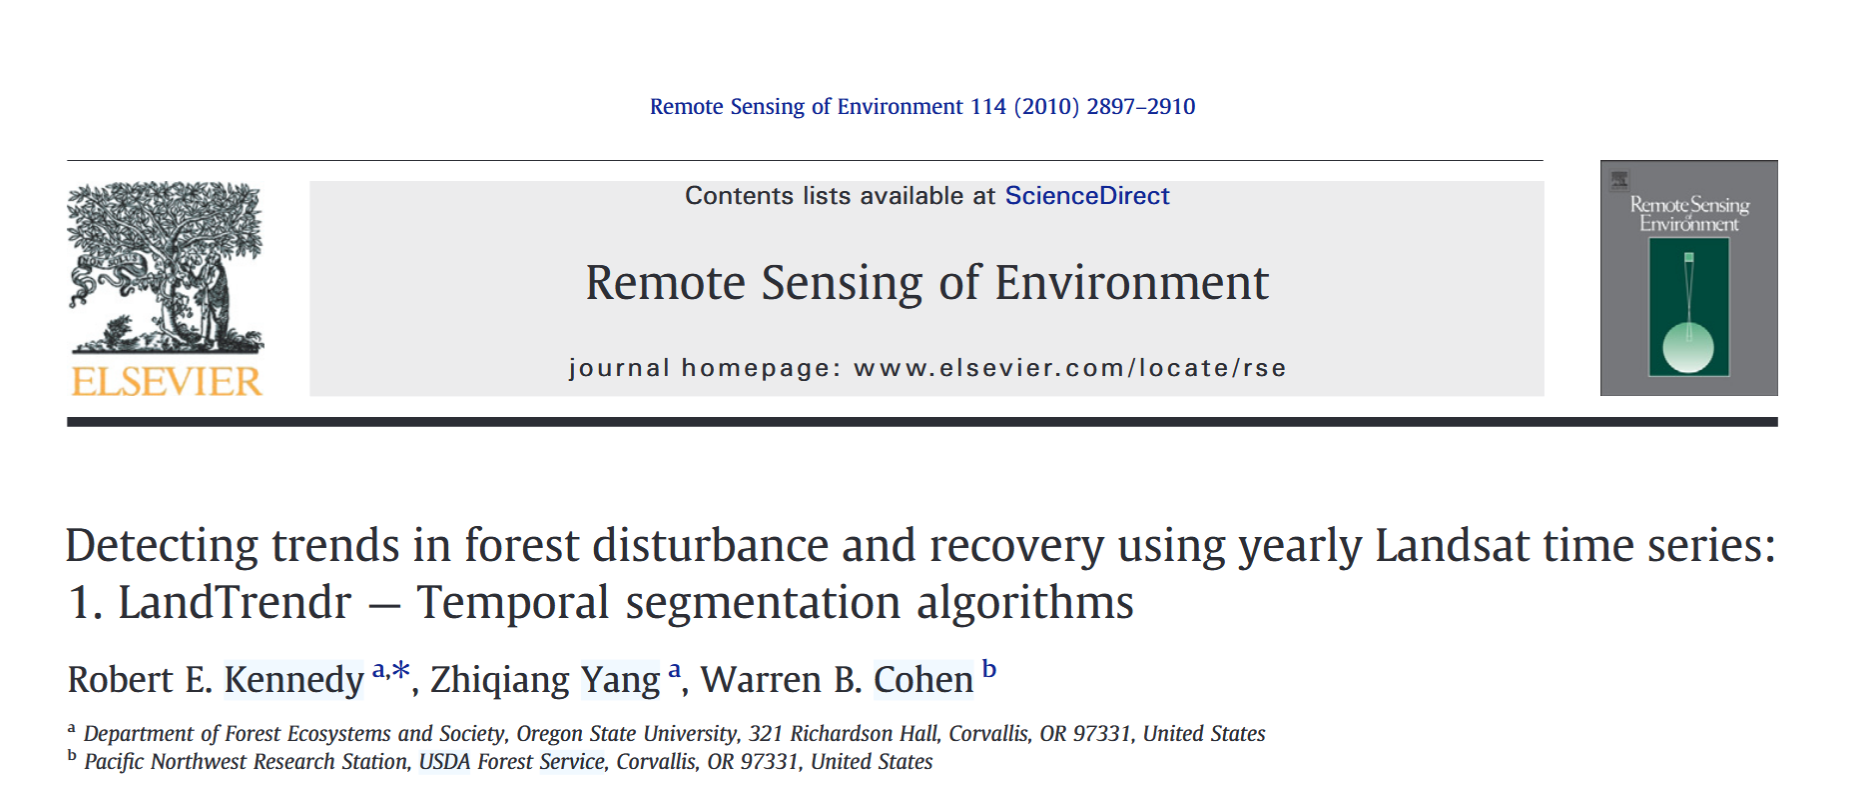 Remote Sensing of Environment 114 (2010) 2897–2910
Contents lists available at ScienceDirect
Remote Sensing of Environment
journal homepage: www.elsevier.com/locate/rse
ELSEVIER
Remote Sensing
of
Environment
Detecting trends in forest disturbance and recovery using yearly Landsat time series:
1. LandTrendr — Temporal segmentation algorithms
Robert E. Kennedy a,*, Zhiqiang Yang a, Warren B. Cohen b
a Department of Forest Ecosystems and Society, Oregon State University, 321 Richardson Hall, Corvallis, OR 97331, United States
b Pacific Northwest Research Station, USDA Forest Service, Corvallis, OR 97331, United States